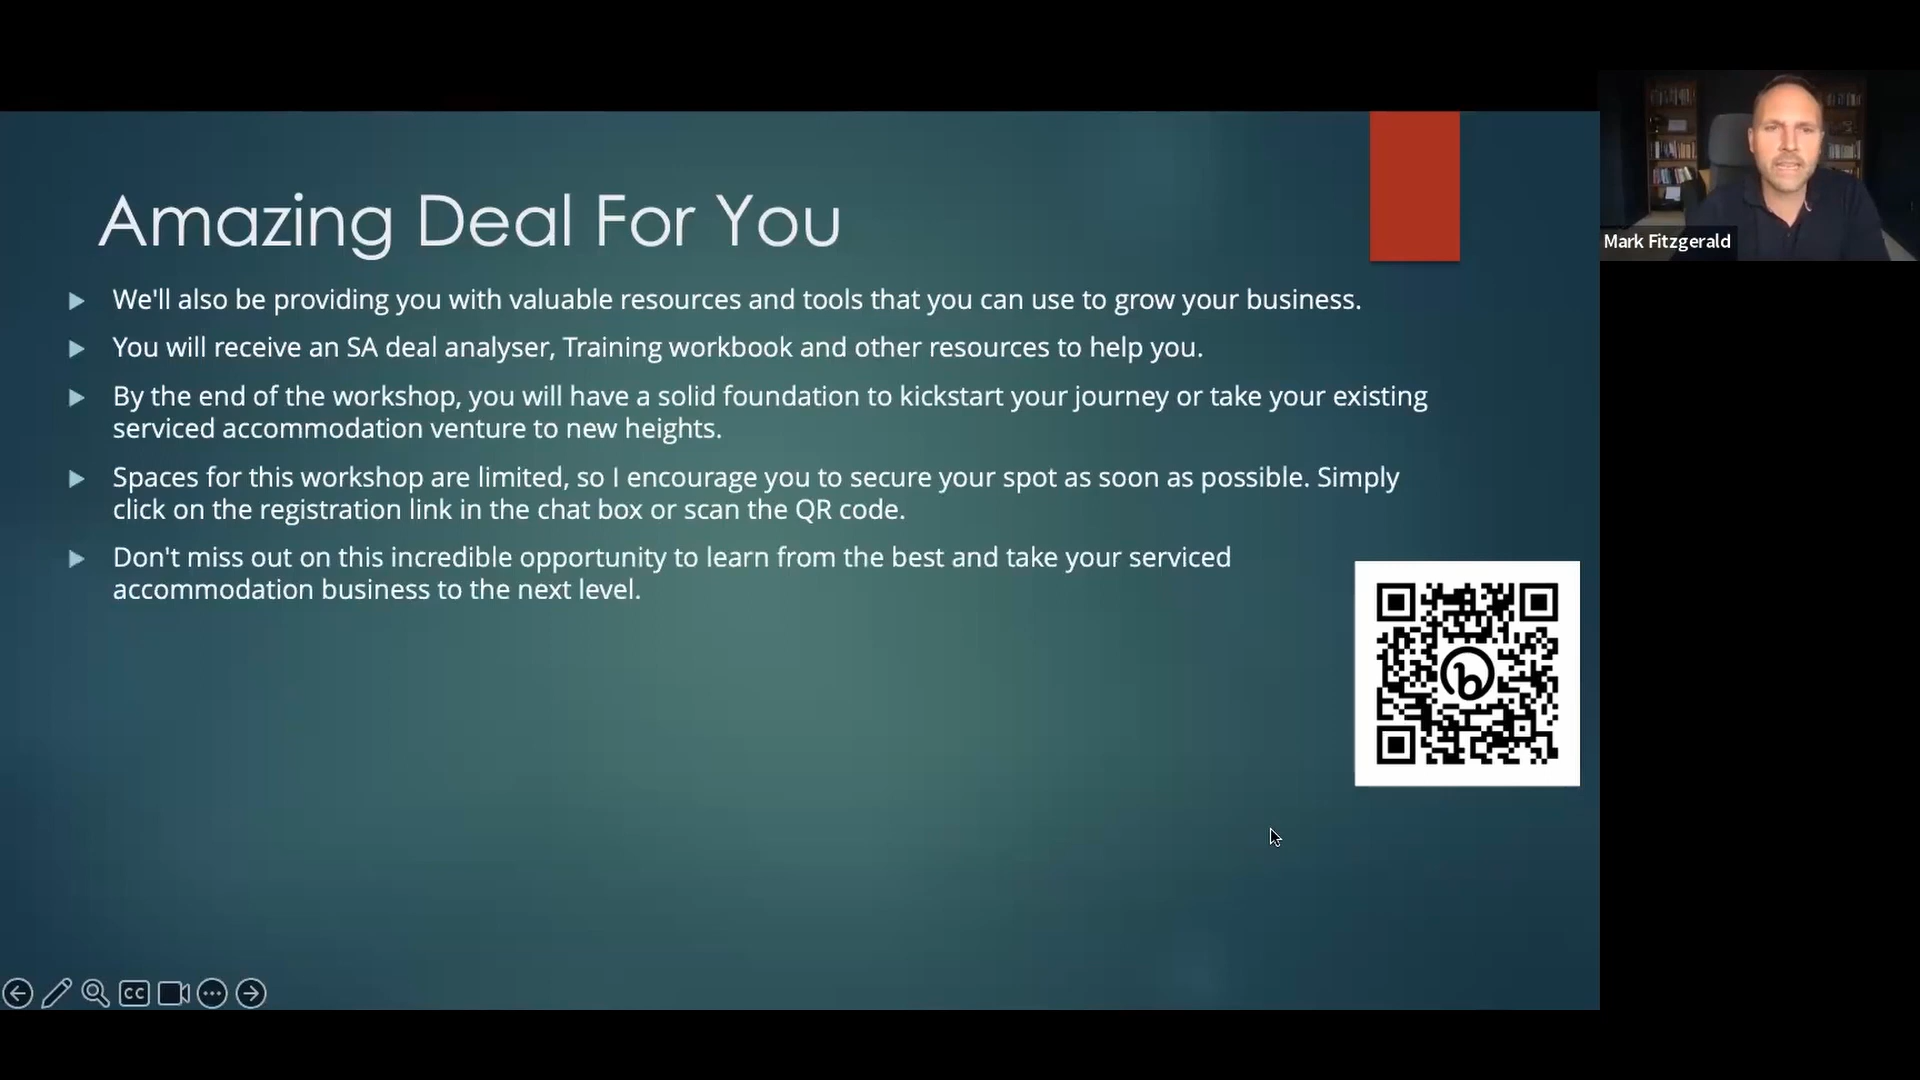 Amazing Deal For You
We'll also be providing you with valuable resources and tools that you can use to grow your business.
You will receive an SA deal analyser, Training workbook and other resources to help you.
By the end of the workshop, you will have a solid foundation to kickstart your journey or take your existing
serviced accommodation venture to new heights.
Spaces for this workshop are limited, so I encourage you to secure your spot as soon as possible. Simply
click on the registration link in the chat box or scan the QR code.
Don't miss out on this incredible opportunity to learn from the best and take your serviced
accommodation business to the next level.
b
CC
Mark Fitzgerald